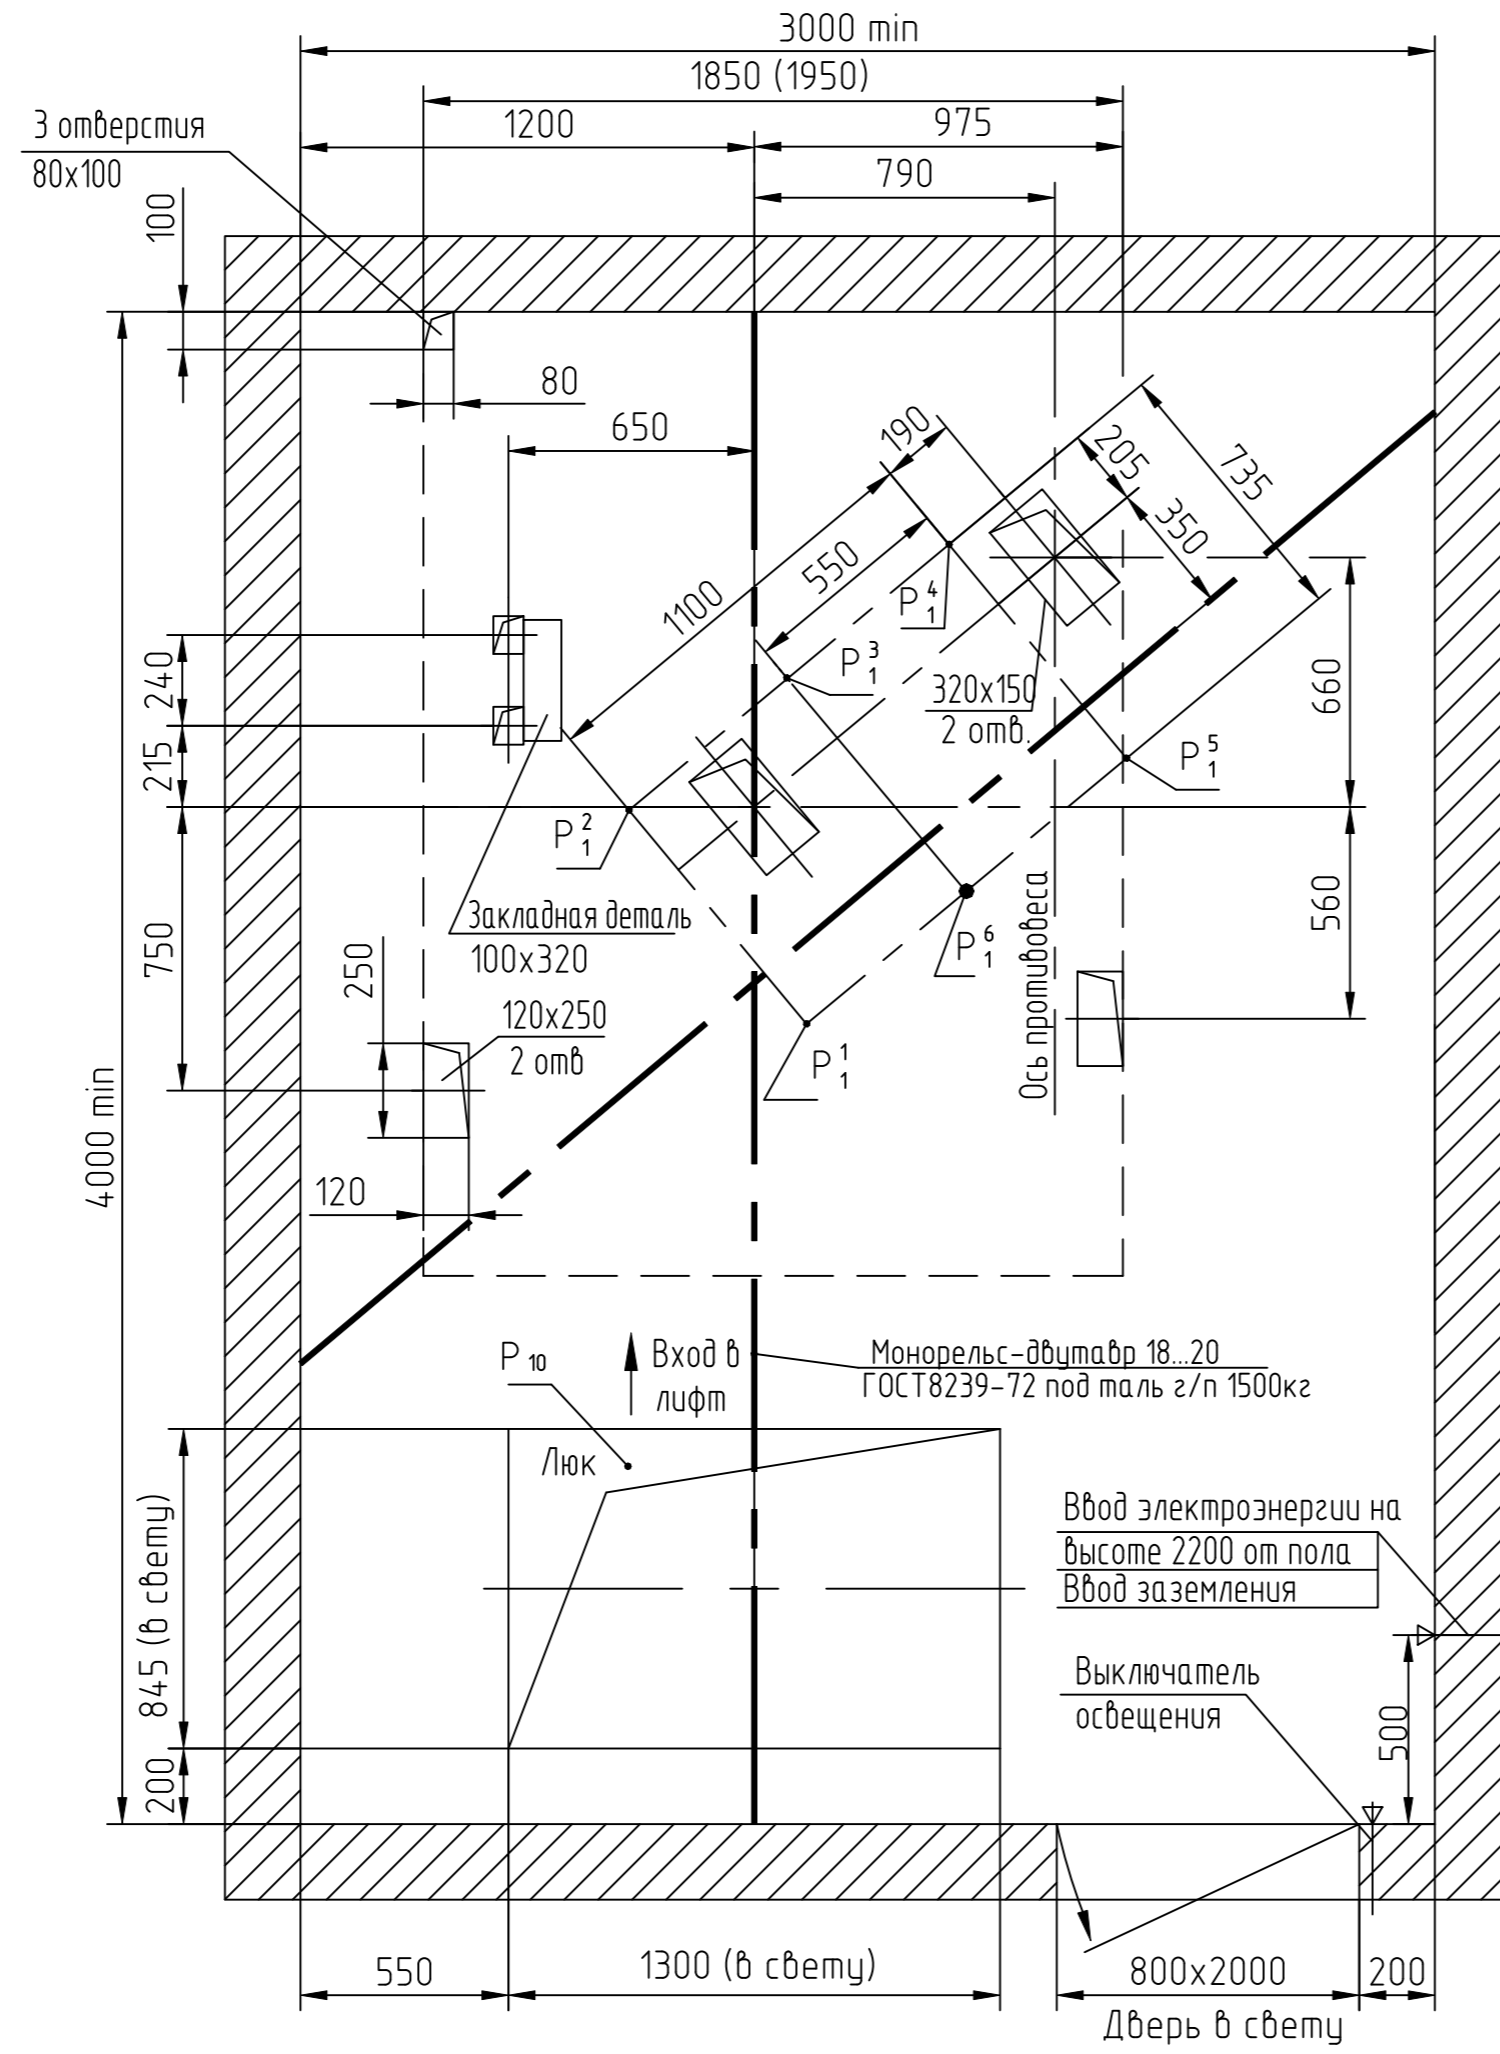 3000 min
1850 (1950)
1200
975
790
3 отверстия
80х100
100
80
650
190
205
735
350
550
1100
P 4 1
P 3 1
320х150
2 отв.
240
215
660
P 5 1
P 2 1
Закладная деталь
100х320
P 6 1
Ось противовеса
560
750
250
120х250
2 отв
P 1 1
4000 min
120
P 10
Вход в
лифт
Монорельс-двутавр 18...20
ГОСТ8239-72 под таль г/п 1500кг
Люк
845 (в свету)
Ввод электроэнергии на
высоте 2200 от пола
Ввод заземления
Выключатель
освещения
500
200
550
1300 (в свету)
800х2000
200
Дверь в свету